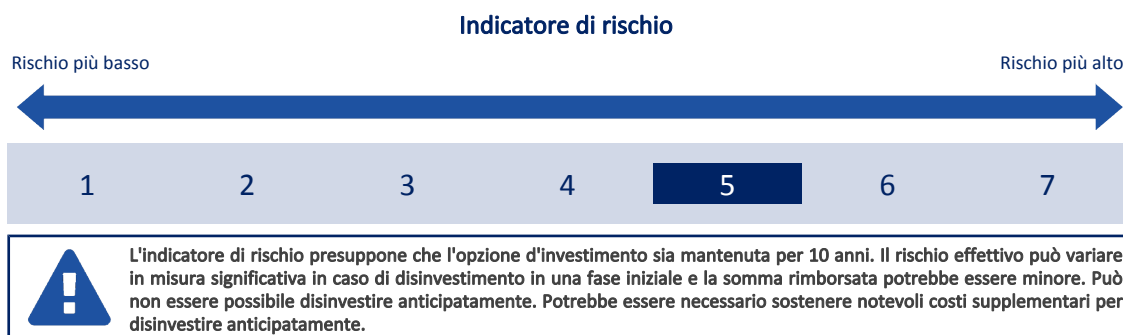 Indicatore di rischio
Rischio più basso
Rischio più alto
1 2 3 4 5 6 7
L'indicatore di rischio presuppone che l'opzione d'investimento sia mantenuta per 10 anni. Il rischio effettivo può variare
in misura significativa in caso di disinvestimento in una fase iniziale e la somma rimborsata potrebbe essere minore. Può
non essere possibile disinvestire anticipatamente. Potrebbe essere necessario sostenere notevoli costi supplementari per
disinvestire anticipatamente.